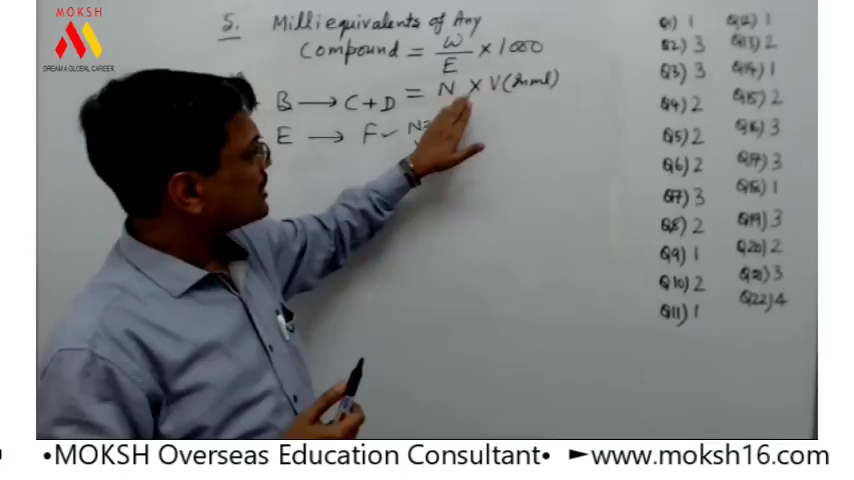 MOKSH
DREAM A GLOBAL CAREER
5. Milliequivalents of Any
Compound = W/E × 1000
= N × V (In ml)
B → C + D
E → F
N=
Q1) 1
Q2) 3
Q3) 3
Q4) 2
Q5) 2
Q6) 2
Q7) 3
Q8) 2
Q9) 1
Q10) 2
Q11) 1
Q12) 1
Q13) 2
Q14) 1
Q15) 2
Q16) 3
Q17) 3
Q18) 1
Q19) 3
Q20) 2
Q21) 3
Q22) 4
•MOKSH Overseas Education Consultant• ►www.moksh16.com